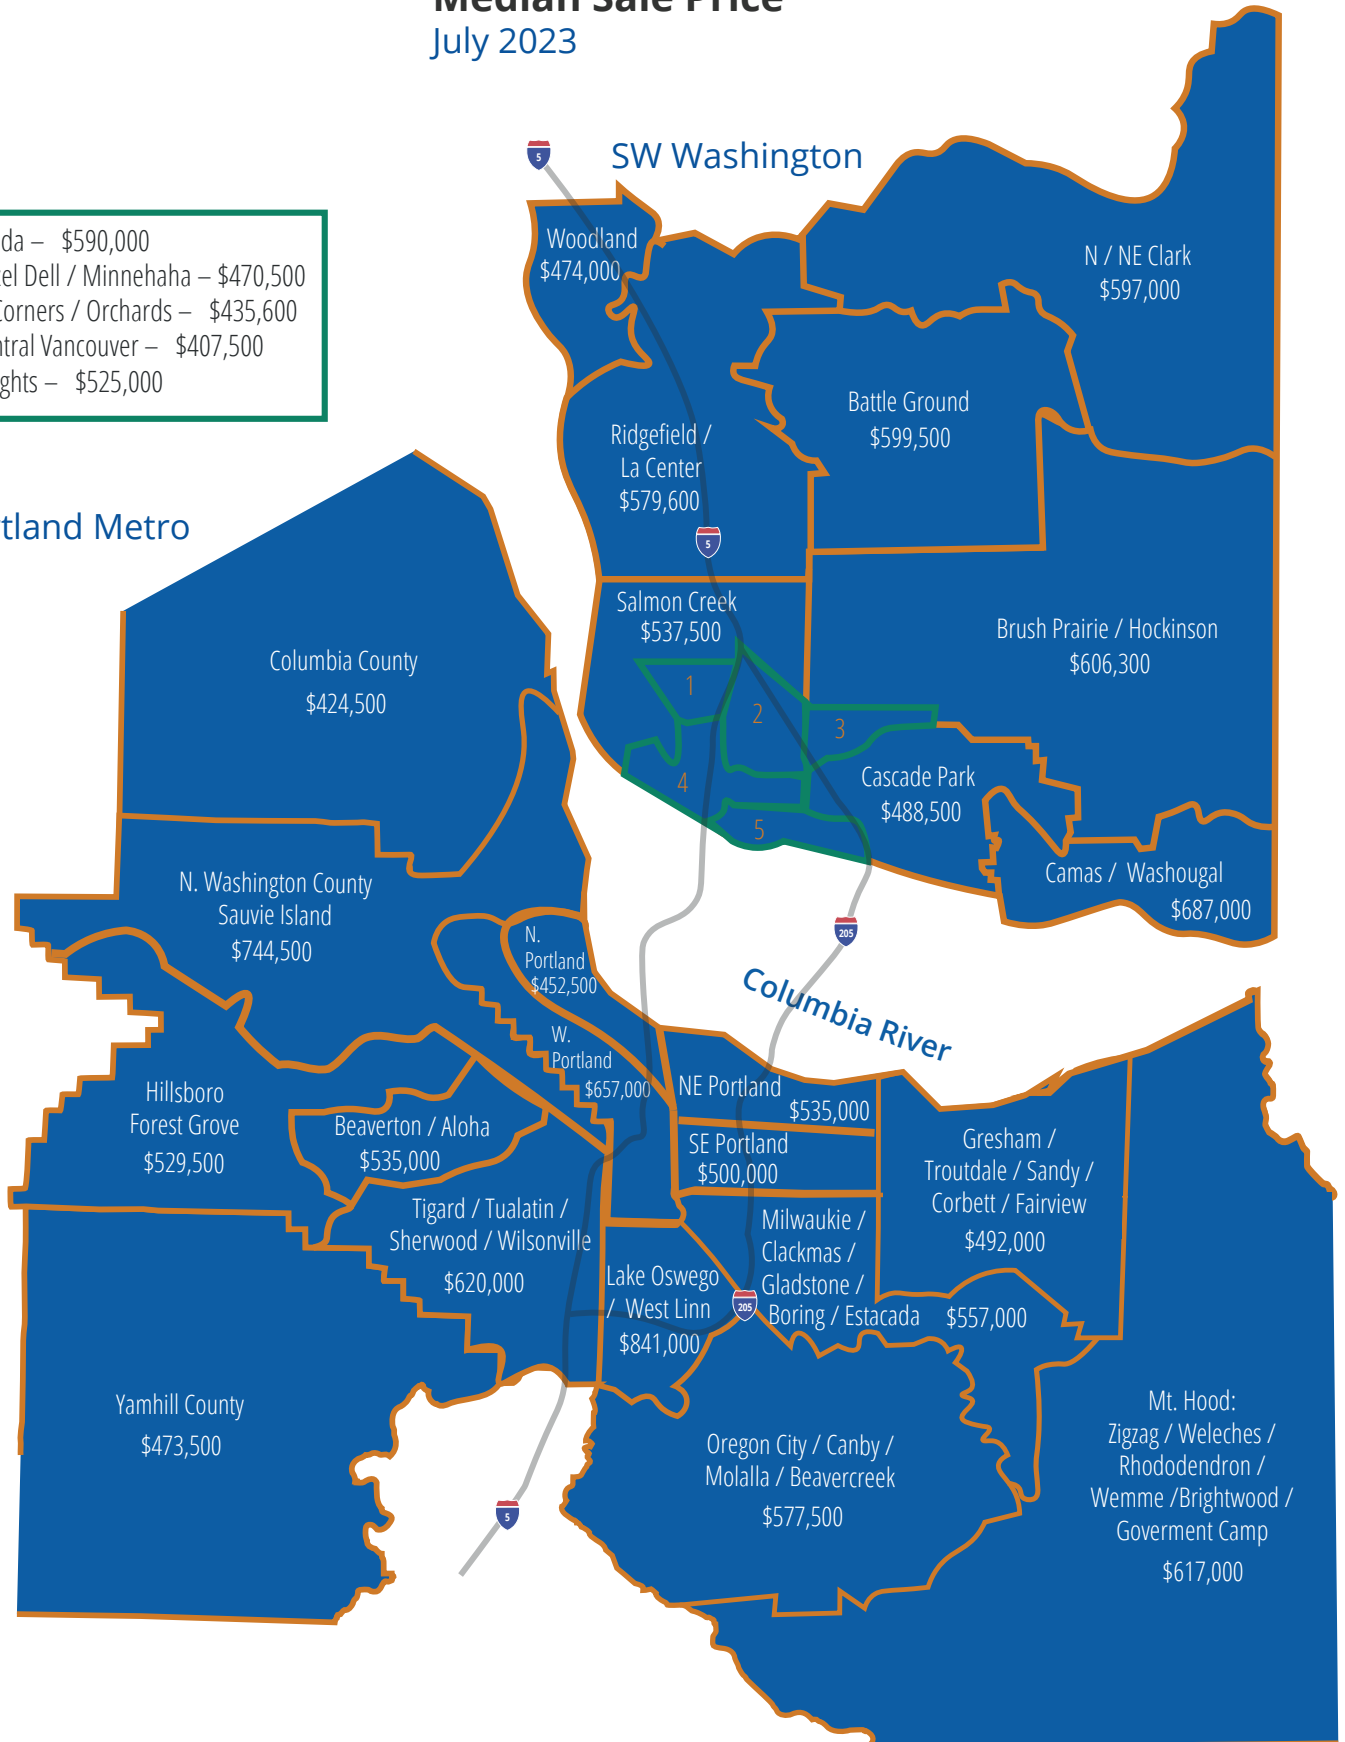 Median Sale Price
July 2023
SW Washington
da – $590,000
el Dell / Minnehaha – $470,500
Corners / Orchards – $435,600
ntral Vancouver – $407,500
ghts – $525,000
5
Woodland
$474,000
N / NE Clark
$597,000
Battle Ground
$599,500
Ridgefield /
La Center
$579,600
5
tland Metro
Salmon Creek
$537,500
Brush Prairie / Hockinson
$606,300
1
2
3
4
5
Cascade Park
$488,500
Camas / Washougal
$687,000
Columbia County
$424,500
N. Washington County
Sauvie Island
$744,500
N.
Portland
$452,500
205
Columbia River
W.
Portland
$657,000
NE Portland
$535,000
SE Portland
$500,000
Hillsboro
Forest Grove
$529,500
Beaverton / Aloha
$535,000
Gresham /
Troutdale / Sandy /
Corbett / Fairview
$492,000
Tigard / Tualatin /
Sherwood / Wilsonville
$620,000
Lake Oswego
/ West Linn
$841,000
205
Milwaukie /
Clackmas /
Gladstone /
Boring / Estacada $557,000
Yamhill County
$473,500
Oregon City / Canby /
Molalla / Beavercreek
$577,500
Mt. Hood:
Zigzag / Weleches /
Rhododendron /
Wemme /Brightwood /
Goverment Camp
$617,000
5